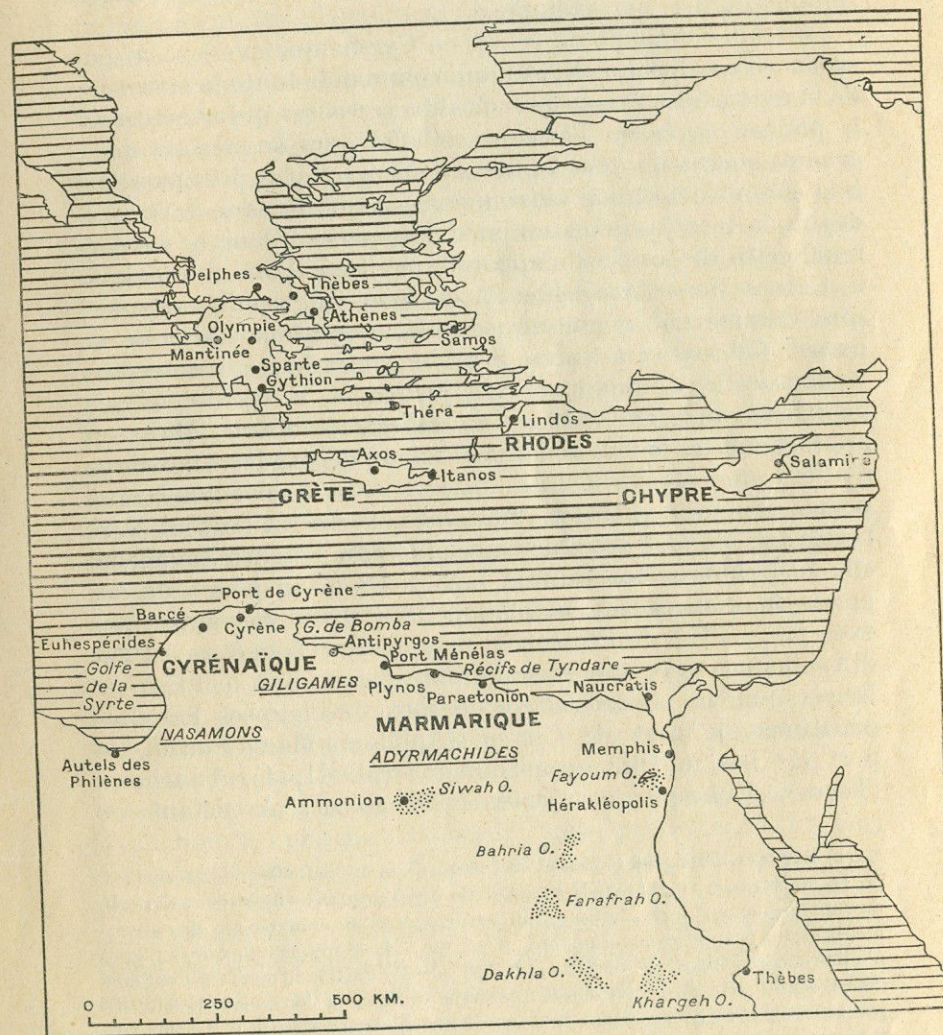 Delphes
Thèbes
Athènes
Olympie
Mantinée
Samos
Sparte
Gythion
Théra
Lindos
RHODES
Axos
Itanos
Salamine
CRÈTE
CHYPRE
Port de Cyrène
Barcé
Cyrène
G. de Bomba
Euhespérides
Antipyrgos
Port Ménélas
Golfe
de la
Syrte
CYRÉNAÏQUE
GILIGAMES
Récifs de Tyndare
Plynos
Paraetonion
Naucratis
NASAMONS
MARMARIQUE
Autels des
Philènes
ADYRMACHIDES
Memphis
Fayoum O.
Ammonion
Siwah O.
Hérakléopolis
Bahria O.
Farafrah O.
Dakhla O.
Khargeh O.
Thèbes
0 250 500 KM.